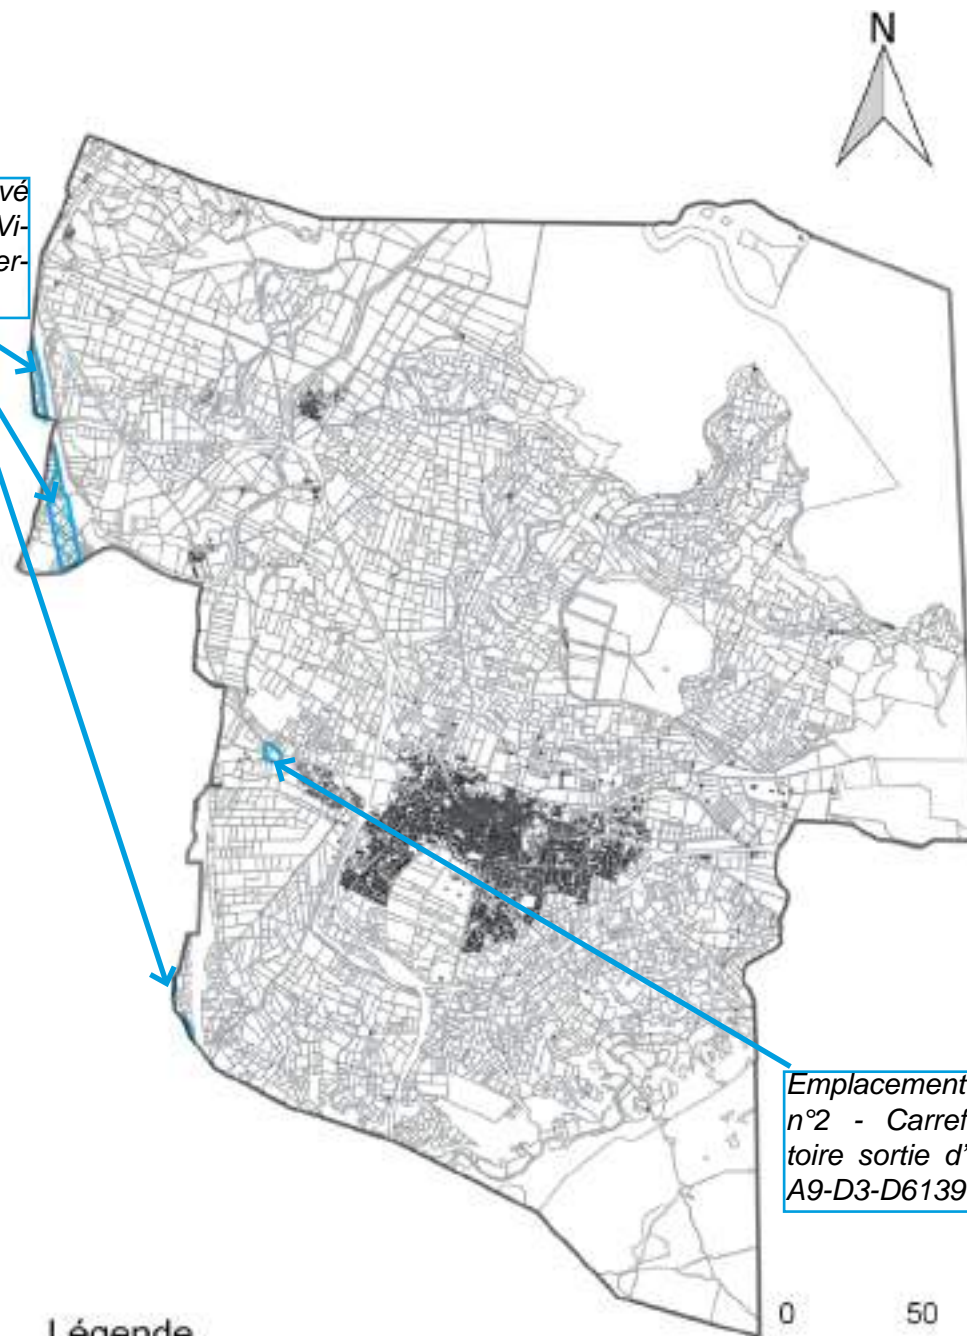 N
vé
Vi-
er-
Emplacement
n°2 - Carref
toire sortie d'
A9-D3-D6139
0 50
Légende